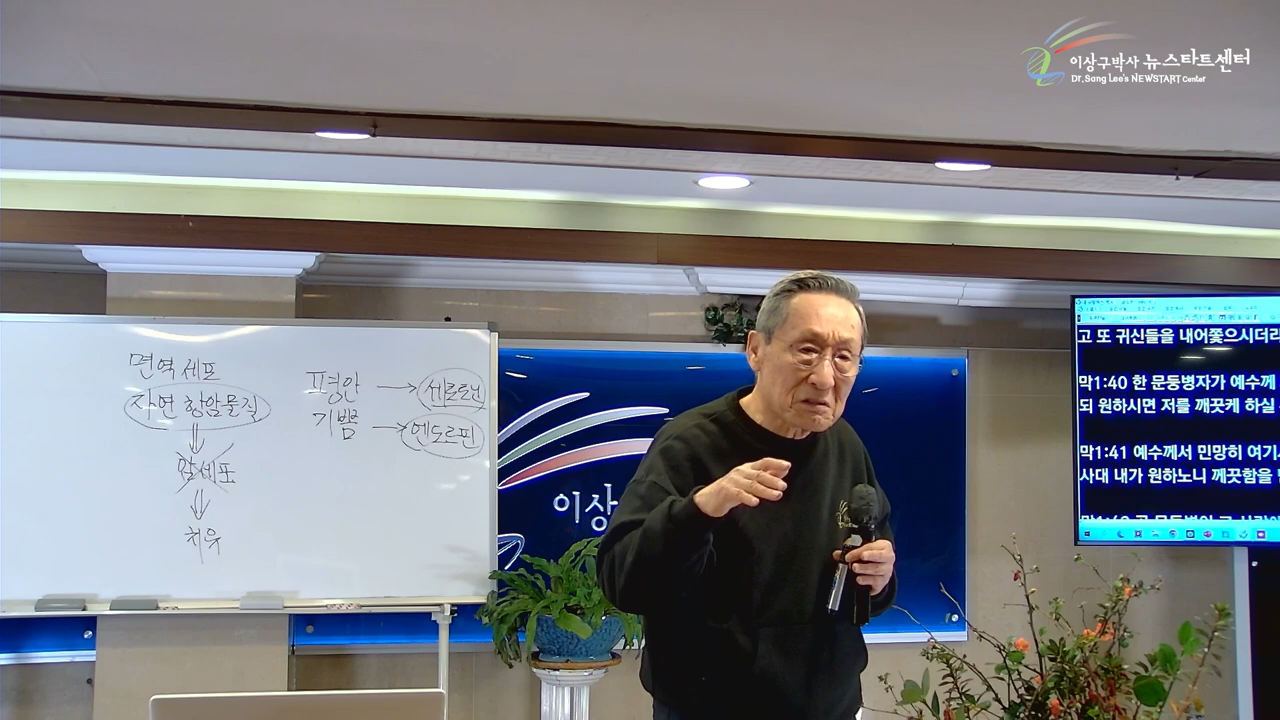 이상구박사 뉴스타트센터
Dr. Sang Lee's NEWSTART Center
면역세포
자연항암물질
암세포
치유
평안 → 세로토닌
기쁨 → 엔도르핀
이상
고 또 귀신들을 내어쫓으시더라
막1:40 한 문둥병자가 예수께
되 원하시면 저를 깨끗케 하실
막1:41 예수께서 민망히 여기
사대 내가 원하노니 깨끗함을